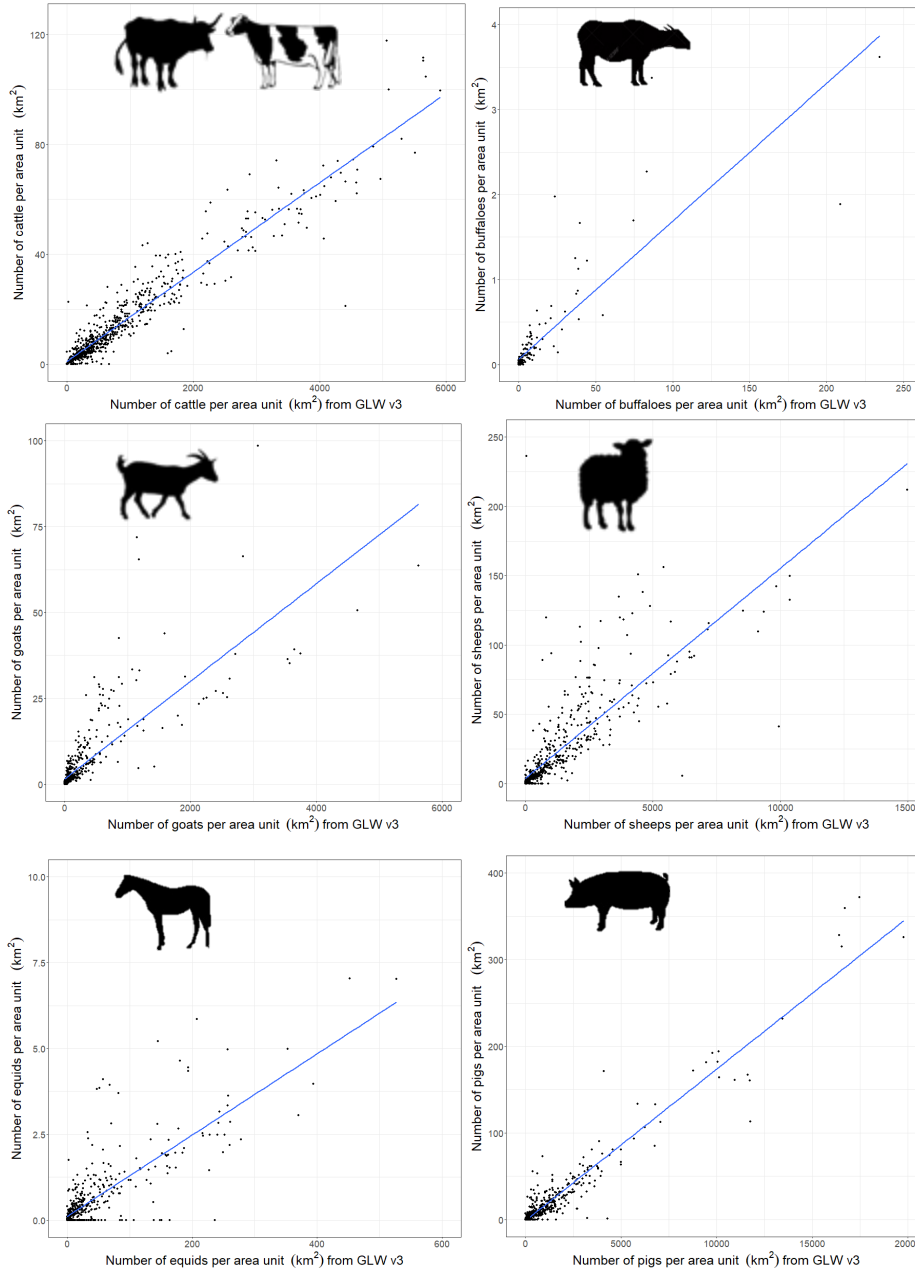 Number of cattle per area unit (km²)
120
80
40
0
0 2000 4000 6000
Number of cattle per area unit (km²) from GLW v3
Number of buffaloes per area unit (km²)
4
3
2
1
0
0 50 100 150 200 250
Number of buffaloes per area unit (km²) from GLW v3
Number of goats per area unit (km²)
100
75
50
25
0
0 2000 4000 6000
Number of goats per area unit (km²) from GLW v3
Number of sheeps per area unit (km²)
250
200
150
100
50
0
0 5000 10000 1500
Number of sheeps per area unit (km²) from GLW v3
Number of equids per area unit (km²)
10.0
7.5
5.0
2.5
0.0
0 200 400 600
Number of equids per area unit (km²) from GLW v3
Number of pigs per area unit (km²)
400
300
200
100
0
0 5000 10000 15000 2000
Number of pigs per area unit (km²) from GLW v3